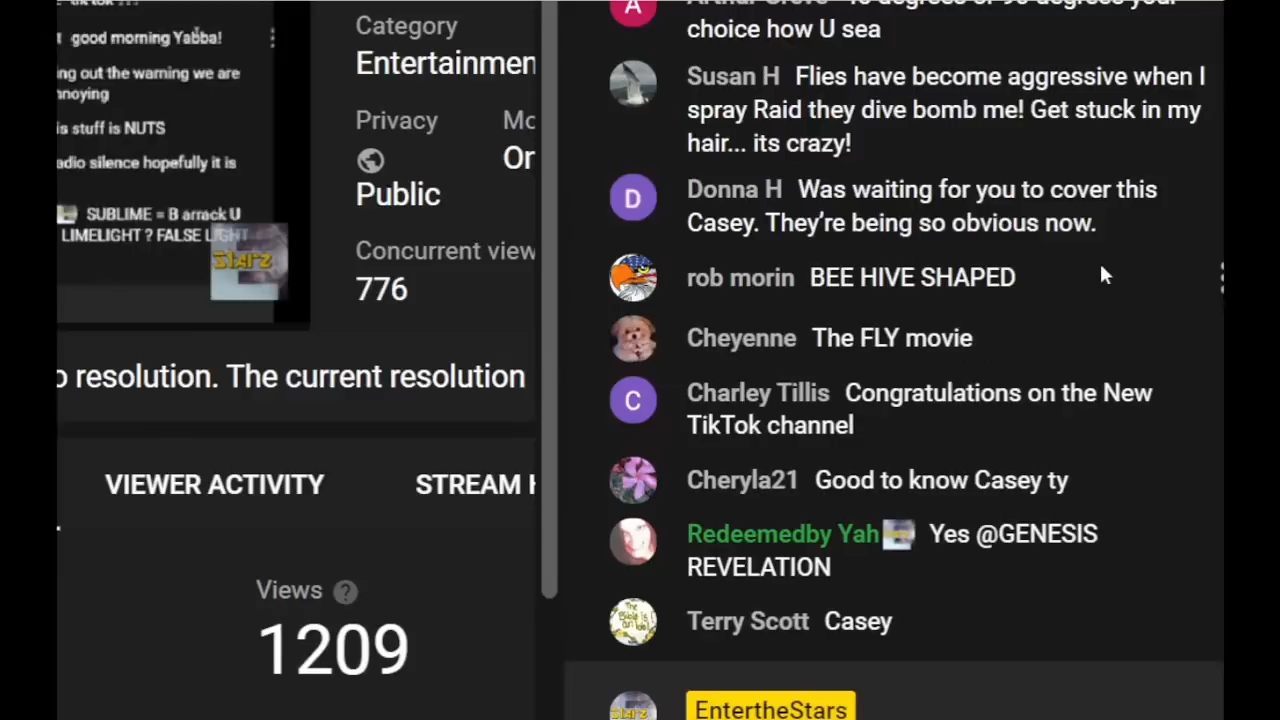 good morning Yabba!
ing out the warning we are
nnoying
is stuff is NUTS
adio silence hopefully it is
SUBLIME = B arrack U
LIMELIGHT ? FALSE LIGHT
Starz
Category
Entertainmen
Privacy
Mo
Or
Public
Concurrent view
776
o resolution. The current resolution
VIEWER ACTIVITY
STREAM H
Views ?
1209
A
choice how U sea
Susan H Flies have become aggressive when I
spray Raid they dive bomb me! Get stuck in my
hair... its crazy!
D Donna H Was waiting for you to cover this
Casey. They're being so obvious now.
rob morin BEE HIVE SHAPED
Cheyenne The FLY movie
C Charley Tillis Congratulations on the New
TikTok channel
Cheryla21 Good to know Casey ty
Redeemedby Yah Yes @GENESIS
REVELATION
Terry Scott Casey
EntertheStars